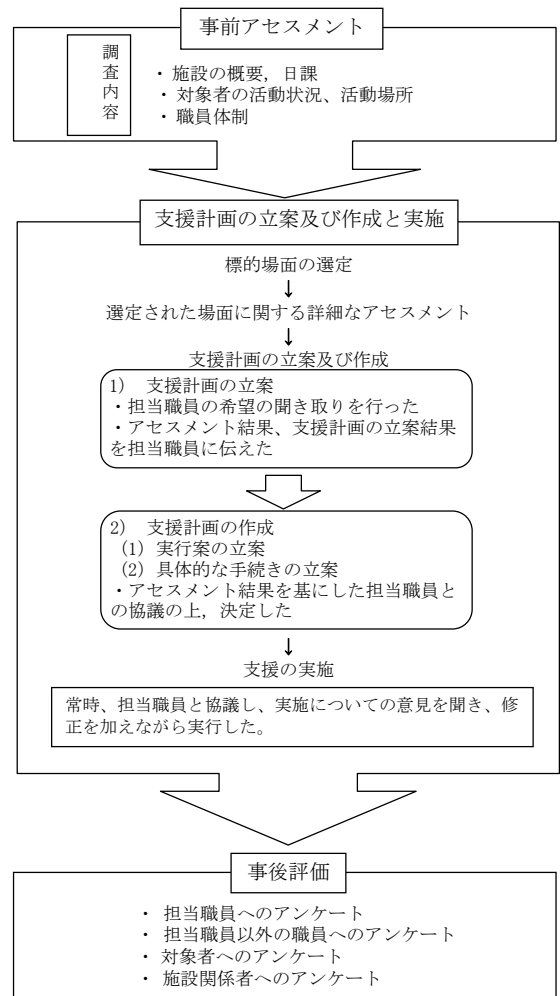 事前アセスメント
調査内容
・施設の概要，日課
・対象者の活動状況、活動場所
・職員体制
支援計画の立案及び作成と実施
標的場面の選定
↓
選定された場面に関する詳細なアセスメント
↓
支援計画の立案及び作成
1)　支援計画の立案
・担当職員の希望の聞き取りを行った
・アセスメント結果、支援計画の立案結果
を担当職員に伝えた
2)　支援計画の作成
(1) 実行案の立案
(2) 具体的な手続きの立案
・アセスメント結果を基にした担当職員と
の協議の上，決定した
↓
支援の実施
常時、担当職員と協議し、実施についての意見を聞き、修
正を加えながら実行した。
事後評価
・ 担当職員へのアンケート
・ 担当職員以外の職員へのアンケート
・ 対象者へのアンケート
・ 施設関係者へのアンケート